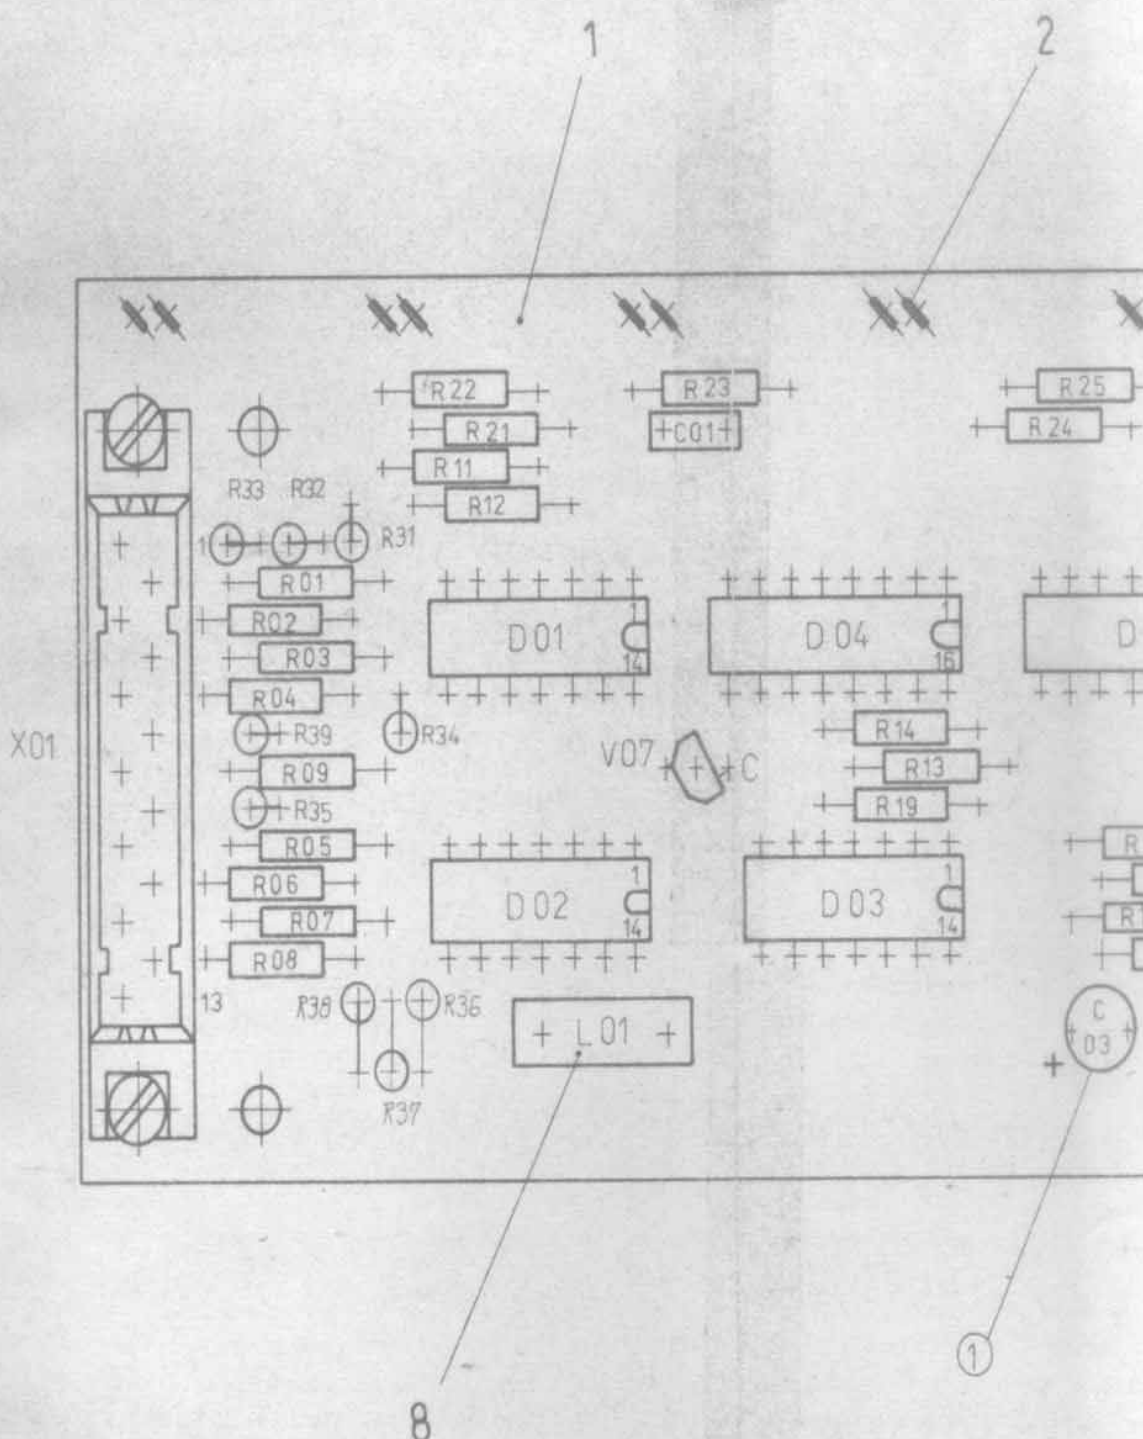 1 2
R22 R23 R25
R21 C01 R24
R11
R12
R33 R32
1 R31
R01
R02 D01 1 14 D04 1 16 D
R03
R04
X01 R39 R34 V07 C R14
R09 R13
R35 R19
R05 R
R06 D02 1 14 D03 1 14
R07 R
R08
13 R38 R36 L01 C
03
+
R37
1
8